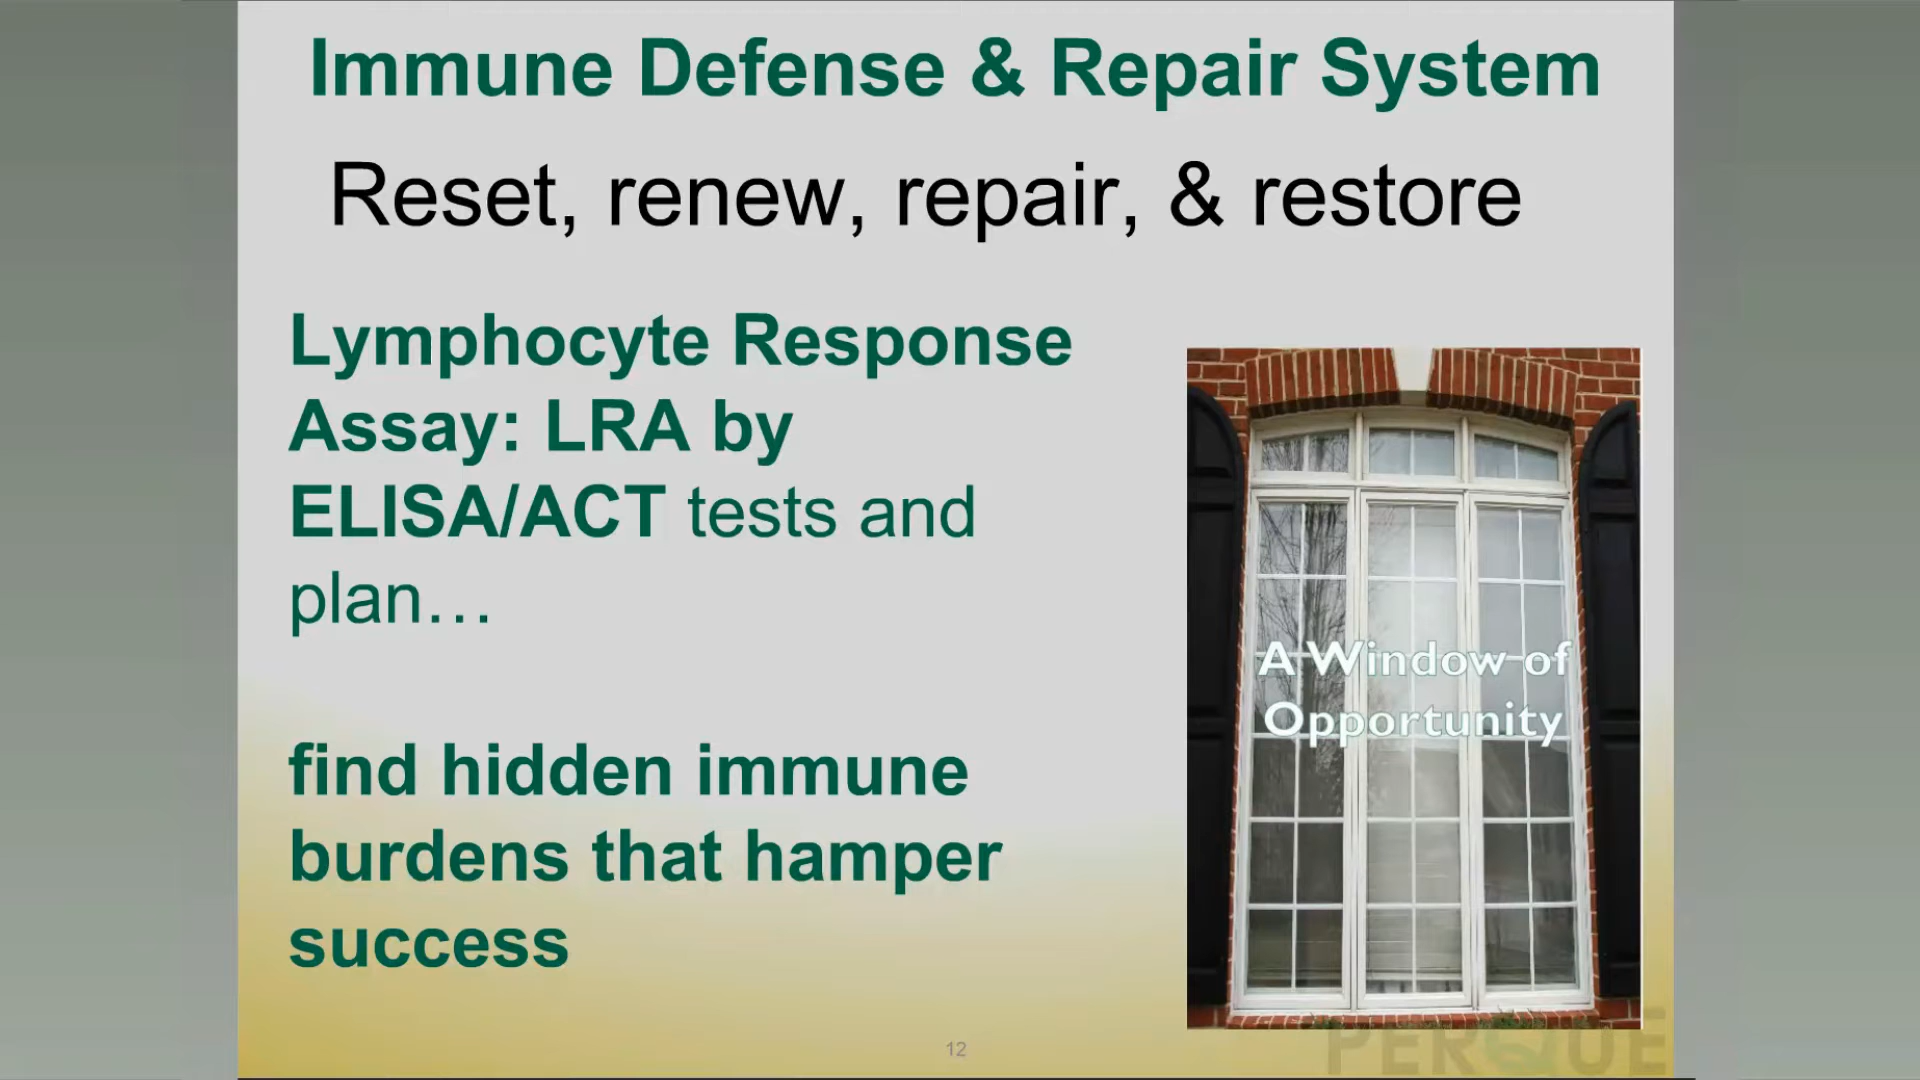 Immune Defense & Repair System
Reset, renew, repair, & restore
Lymphocyte Response
Assay: LRA by
ELISA/ACT tests and
plan…
find hidden immune
burdens that hamper
success
A Window of
Opportunity
12
PERQUE